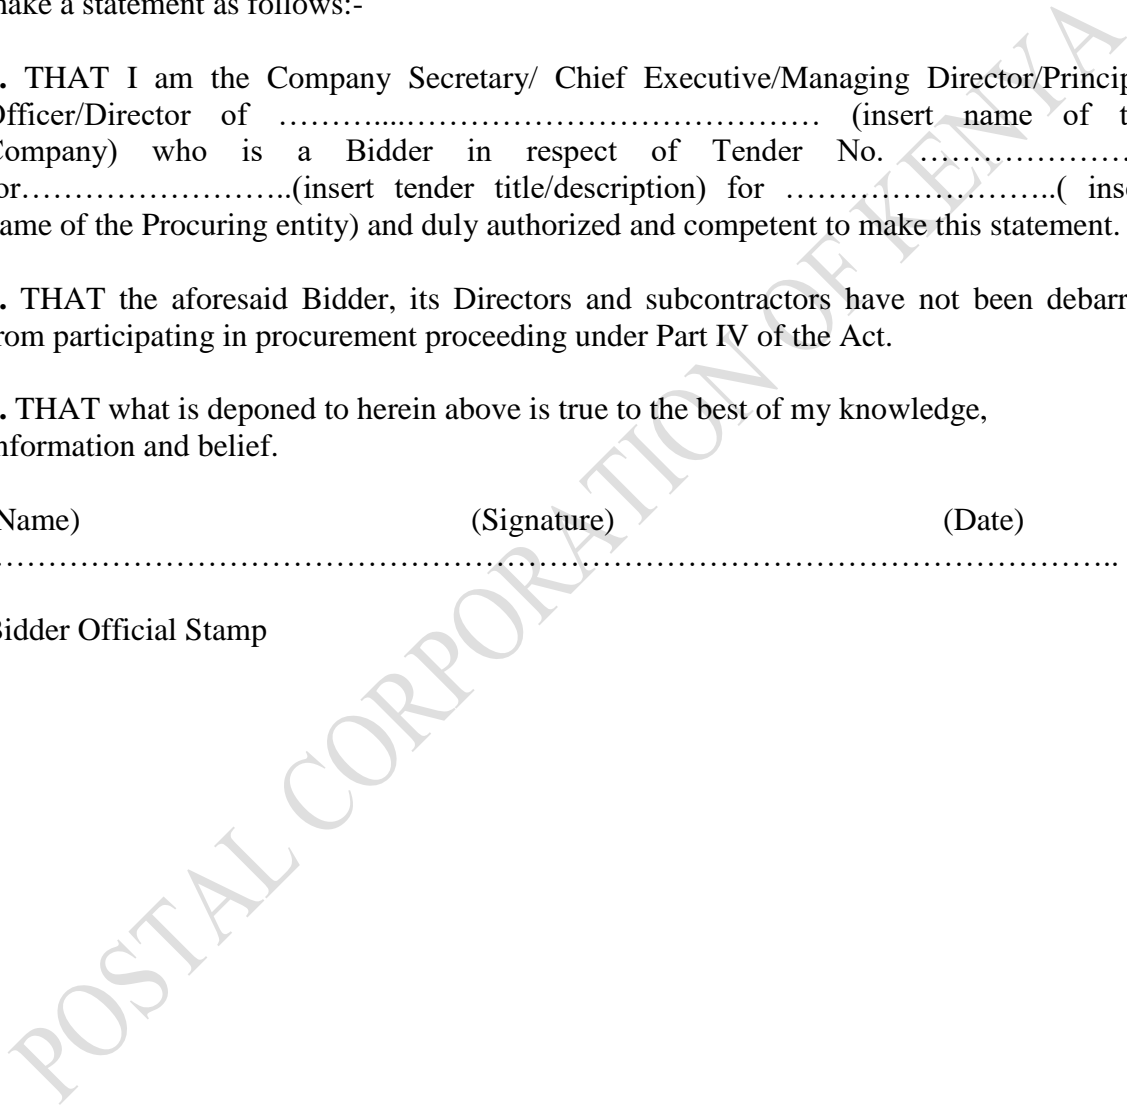 make a statement as follows:-
. THAT I am the Company Secretary/ Chief Executive/Managing Director/Princip
Officer/Director of ………....…………………………………… (insert name of t
Company) who is a Bidder in respect of Tender No. …………………
or……………………..(insert tender title/description) for ……………………..( inse
ame of the Procuring entity) and duly authorized and competent to make this statement.
. THAT the aforesaid Bidder, its Directors and subcontractors have not been debarr
rom participating in procurement proceeding under Part IV of the Act.
. THAT what is deponed to herein above is true to the best of my knowledge,
nformation and belief.
Name) (Signature) (Date)
………………………………………………………………………………………..
Bidder Official Stamp
POSTAL CORPORATION OF KENYA